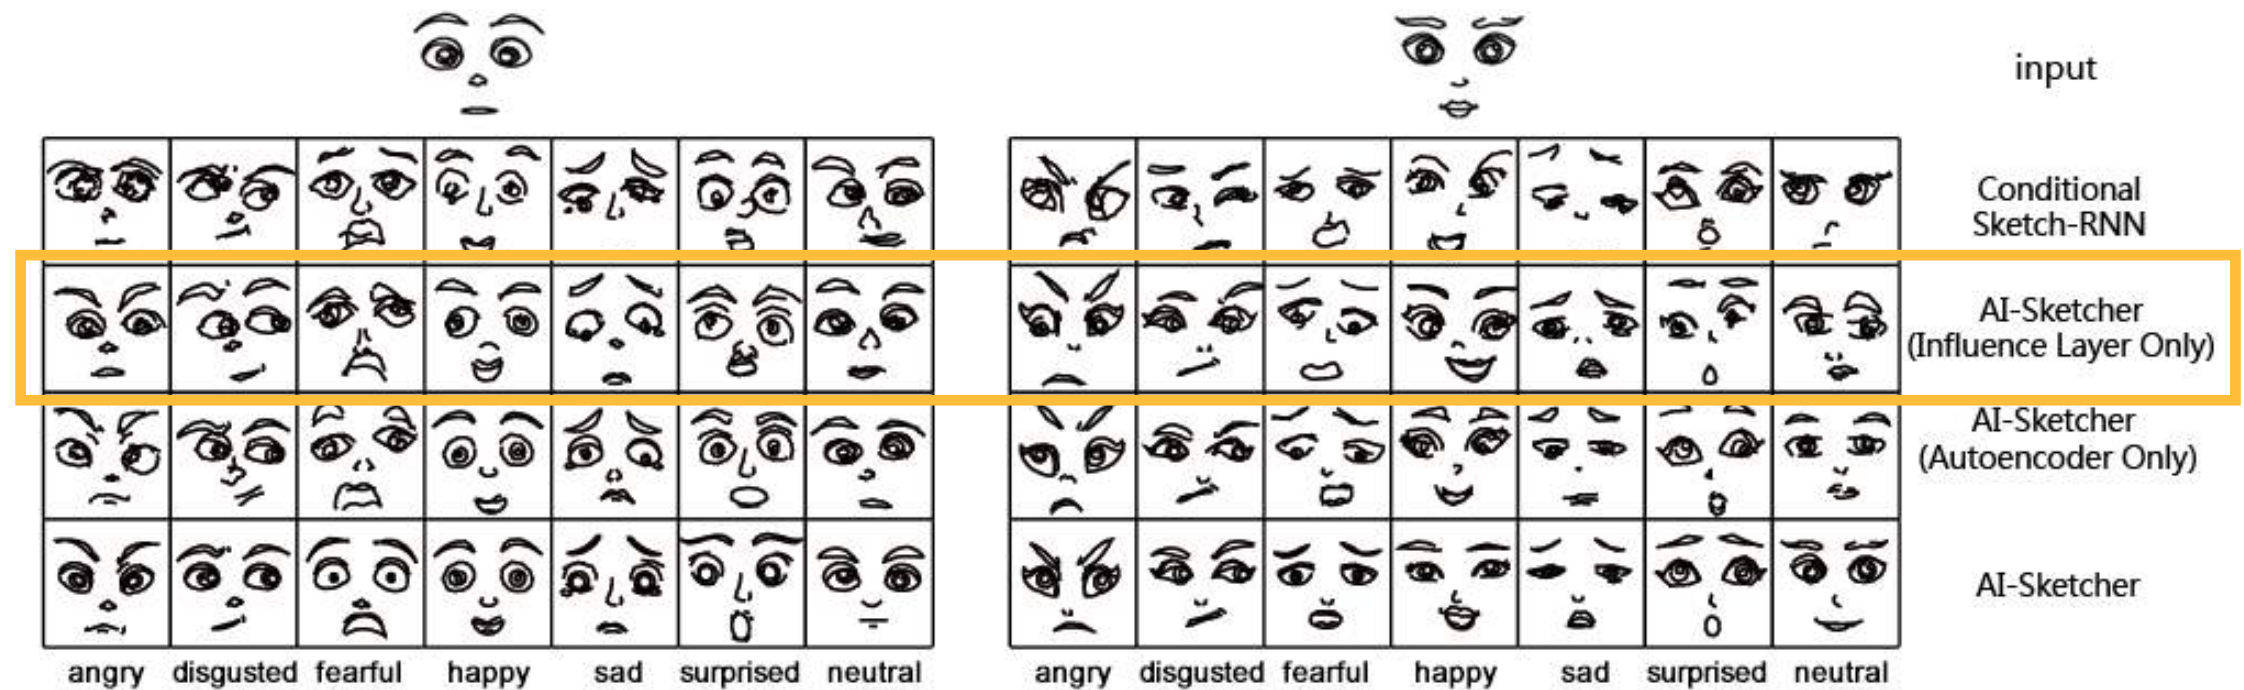 input
Conditional
Sketch-RNN
AI-Sketcher
(Influence Layer Only)
AI-Sketcher
(Autoencoder Only)
AI-Sketcher
angry disgusted fearful happy sad surprised neutral
angry disgusted fearful happy sad surprised neutral